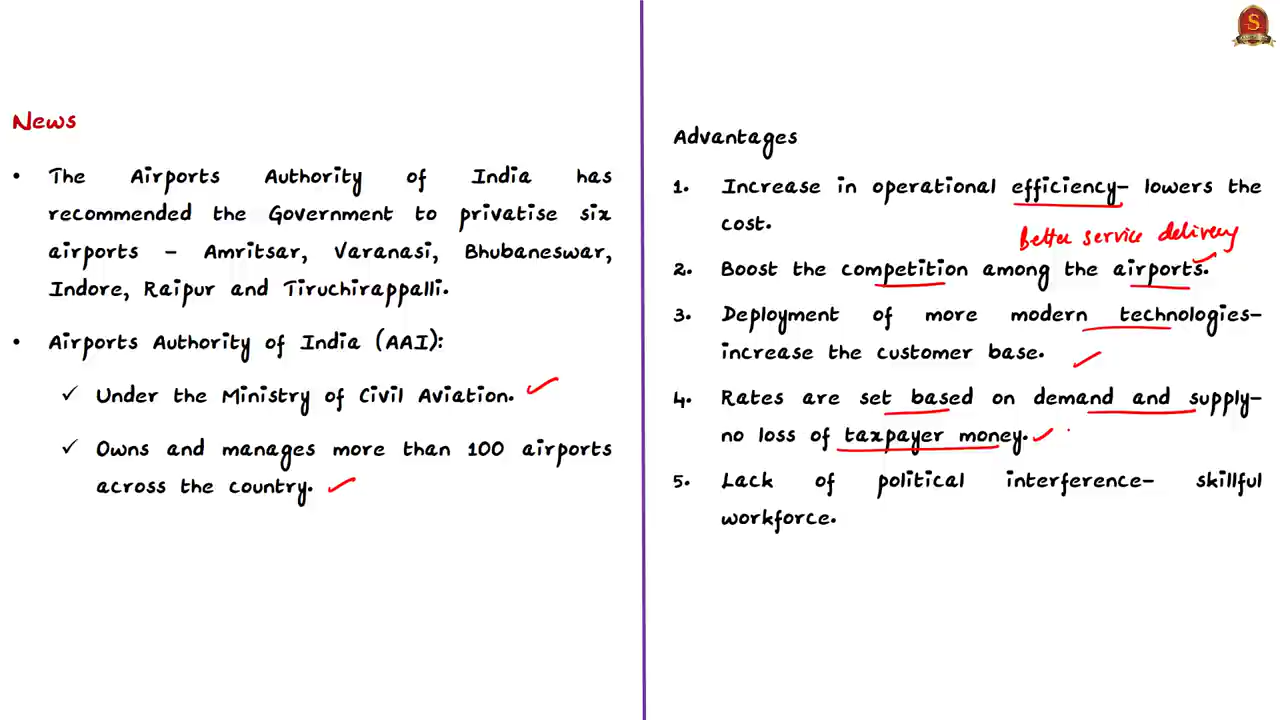 News
• The Airports Authority of India has
recommended the Government to privatise six
airports – Amritsar, Varanasi, Bhubaneswar,
Indore, Raipur and Tiruchirappalli.
• Airports Authority of India (AAI):
✓ Under the Ministry of Civil Aviation.
✓ Owns and manages more than 100 airports
across the country.
Advantages
1. Increase in operational efficiency- lowers the
cost.
Better service delivery
2. Boost the competition among the airports.
3. Deployment of more modern technologies-
increase the customer base.
4. Rates are set based on demand and supply-
no loss of taxpayer money.
5. Lack of political interference- skillful
workforce.
S